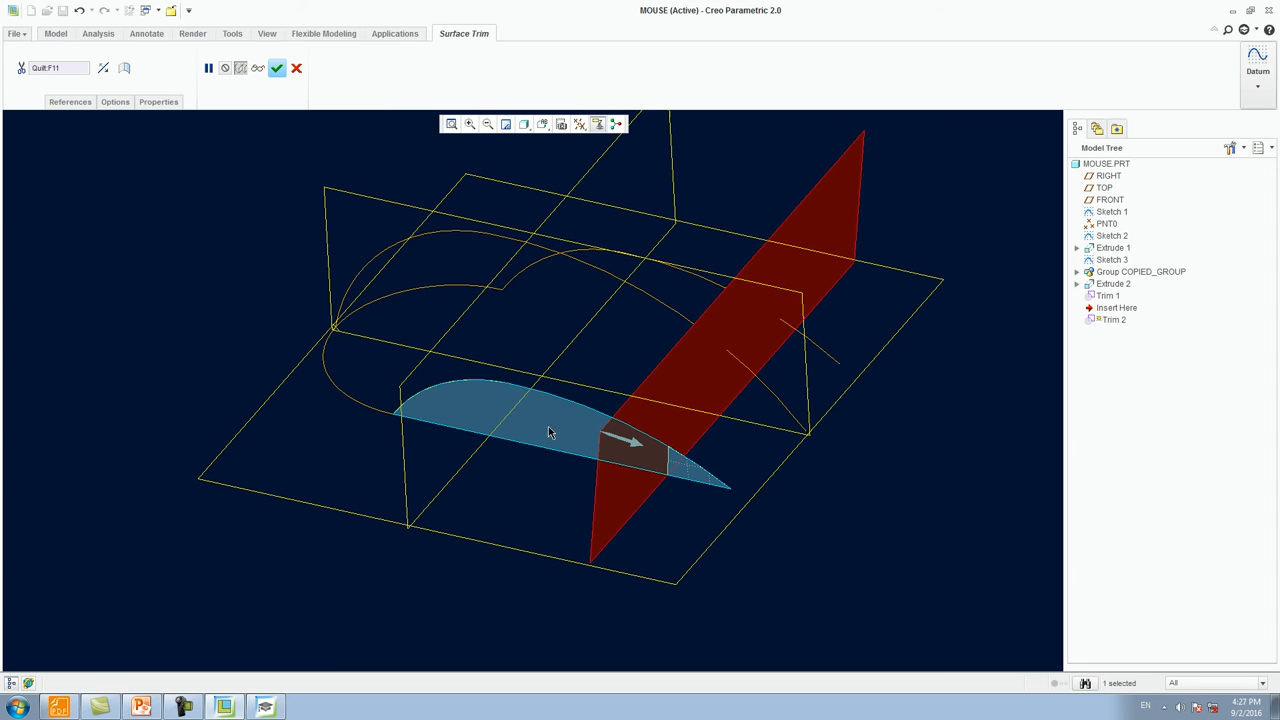 MOUSE (Active) - Creo Parametric 2.0
File
Model
Analysis
Annotate
Render
Tools
View
Flexible Modeling
Applications
Surface Trim
Quilt:F11
Datum
References
Options
Properties
Model Tree
MOUSE.PRT
RIGHT
TOP
FRONT
Sketch 1
PNT0
Sketch 2
Extrude 1
Sketch 3
Group COPIED_GROUP
Extrude 2
Trim 1
Insert Here
Trim 2
1 selected
All
EN
4:27 PM
9/2/2016